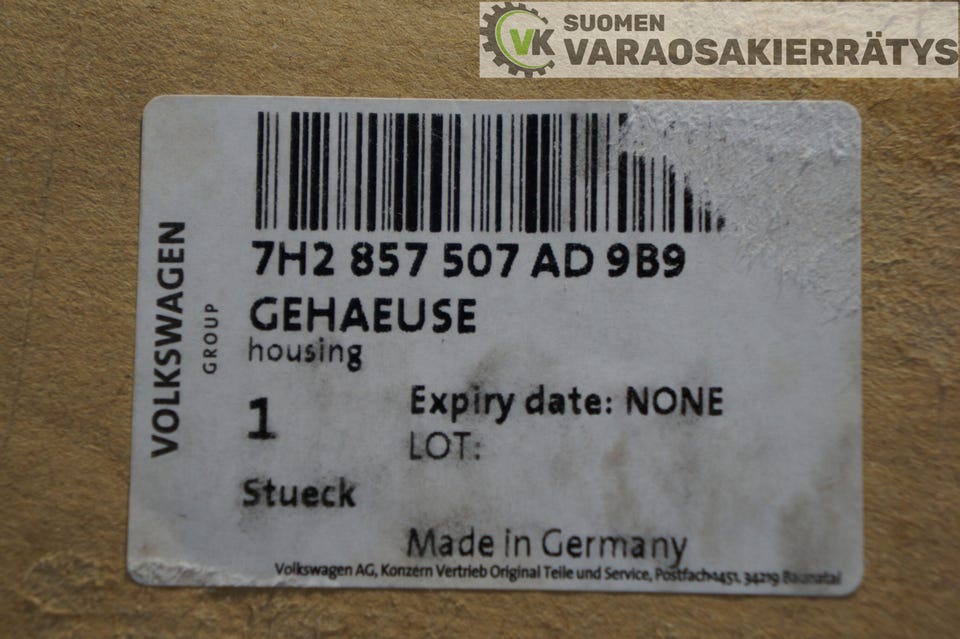 VK
SUOMEN
VARAOSAKIERRÄTYS
VOLKSWAGEN
GROUP
7H2 857 507 AD 9B9
GEHAEUSE
housing
1
Expiry date: NONE
LOT:
Stueck
Made in Germany
Volkswagen AG, Konzern Vertrieb Original Teile und Service, Postfach 1451, 34219 Baunatal